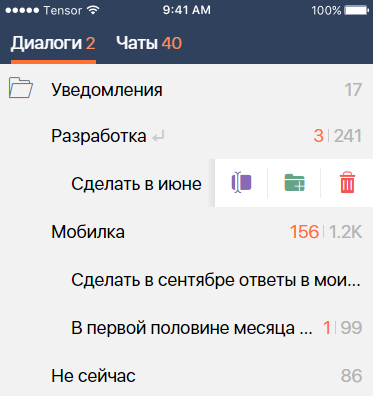 Tensor 9:41 AM 100%
Диалоги 2 Чаты 40
Уведомления 17
Разработка 3 241
Сделать в июне
Мобилка 156 1.2K
Сделать в сентябре ответы в мои...
В первой половине месяца ... 1 99
Не сейчас 86